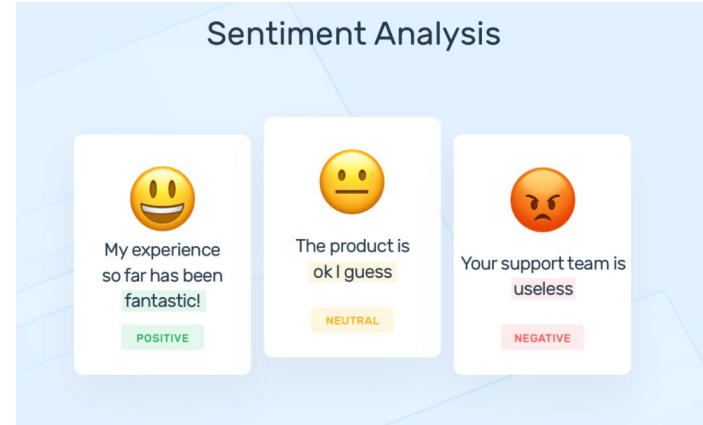 Sentiment Analysis
My experience
so far has been
fantastic!
POSITIVE
The product is
ok I guess
NEUTRAL
Your support team is
useless
NEGATIVE